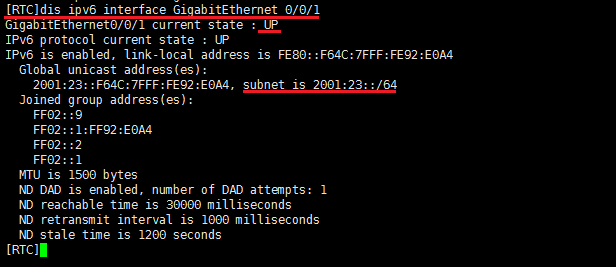 [RTC]dis ipv6 interface GigabitEthernet 0/0/1
GigabitEthernet0/0/1 current state : UP
IPv6 protocol current state : UP
IPv6 is enabled, link-local address is FE80::F64C:7FFF:FE92:E0A4
Global unicast address(es):
2001:23::F64C:7FFF:FE92:E0A4, subnet is 2001:23::/64
Joined group address(es):
FF02::9
FF02::1:FF92:E0A4
FF02::2
FF02::1
MTU is 1500 bytes
ND DAD is enabled, number of DAD attempts: 1
ND reachable time is 30000 milliseconds
ND retransmit interval is 1000 milliseconds
ND stale time is 1200 seconds
[RTC]